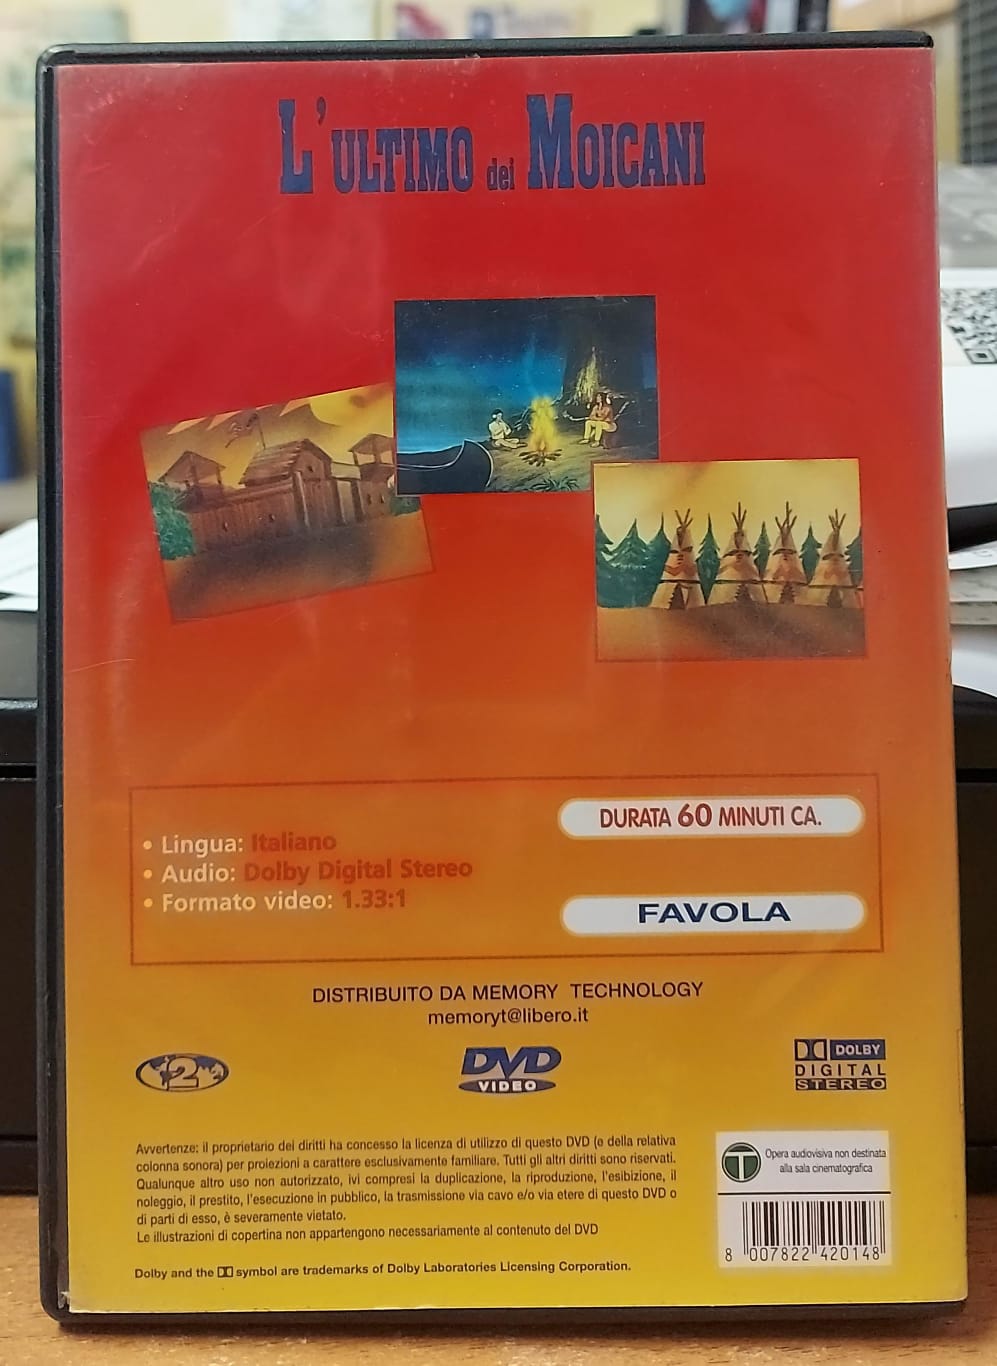 L'ULTIMO dei MOICANI
• Lingua: Italiano
• Audio: Dolby Digital Stereo
• Formato video: 1.33:1
DURATA 60 MINUTI CA.
FAVOLA
DISTRIBUITO DA MEMORY TECHNOLOGY
memoryt@libero.it
2
DVD
VIDEO
DOLBY
DIGITAL
STEREO
Avvertenze: il proprietario dei diritti ha concesso la licenza di utilizzo di questo DVD (e della relativa
colonna sonora) per proiezioni a carattere esclusivamente familiare. Tutti gli altri diritti sono riservati.
Qualunque altro uso non autorizzato, ivi compresi la duplicazione, la riproduzione, l'esibizione, il
noleggio, il prestito, l'esecuzione in pubblico, la trasmissione via cavo e/o via etere di questo DVD o
di parti di esso, è severamente vietato.
Le illustrazioni di copertina non appartengono necessariamente al contenuto del DVD
Dolby and the symbol are trademarks of Dolby Laboratories Licensing Corporation.
T
Opera audiovisiva non destinata
alla sala cinematografica
8 007822 420148